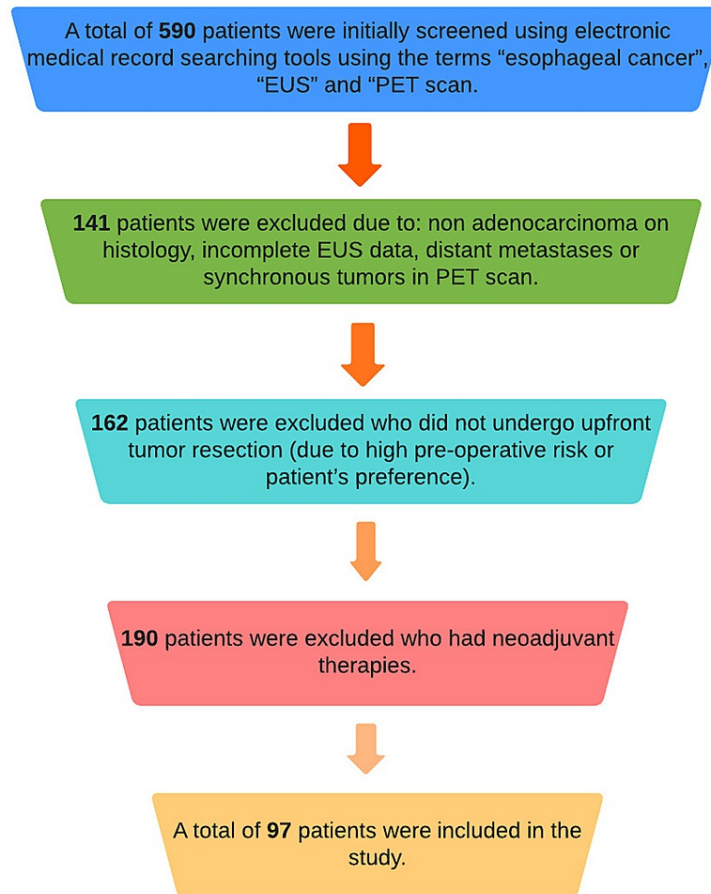 A total of 590 patients were initially screened using electronic
medical record searching tools using the terms “esophageal cancer”,
“EUS” and “PET scan.
141 patients were excluded due to: non adenocarcinoma on
histology, incomplete EUS data, distant metastases or
synchronous tumors in PET scan.
162 patients were excluded who did not undergo upfront
tumor resection (due to high pre-operative risk or
patient’s preference).
190 patients were excluded who had neoadjuvant
therapies.
A total of 97 patients were included in the
study.